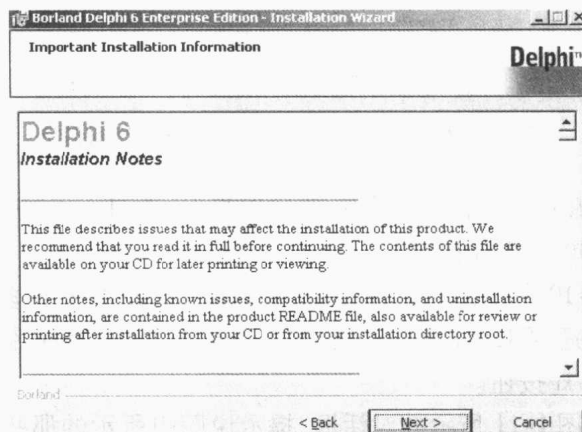 Borland Delphi 6 Enterprise Edition - Installation Wizard
Important Installation Information
Delphi™
Delphi 6
Installation Notes
This file describes issues that may affect the installation of this product. We
recommend that you read it in full before continuing. The contents of this file are
available on your CD for later printing or viewing.
Other notes, including known issues, compatibility information, and uninstallation
information, are contained in the product README file, also available for review or
printing after installation from your CD or from your installation directory root.
Borland
< Back
Next >
Cancel